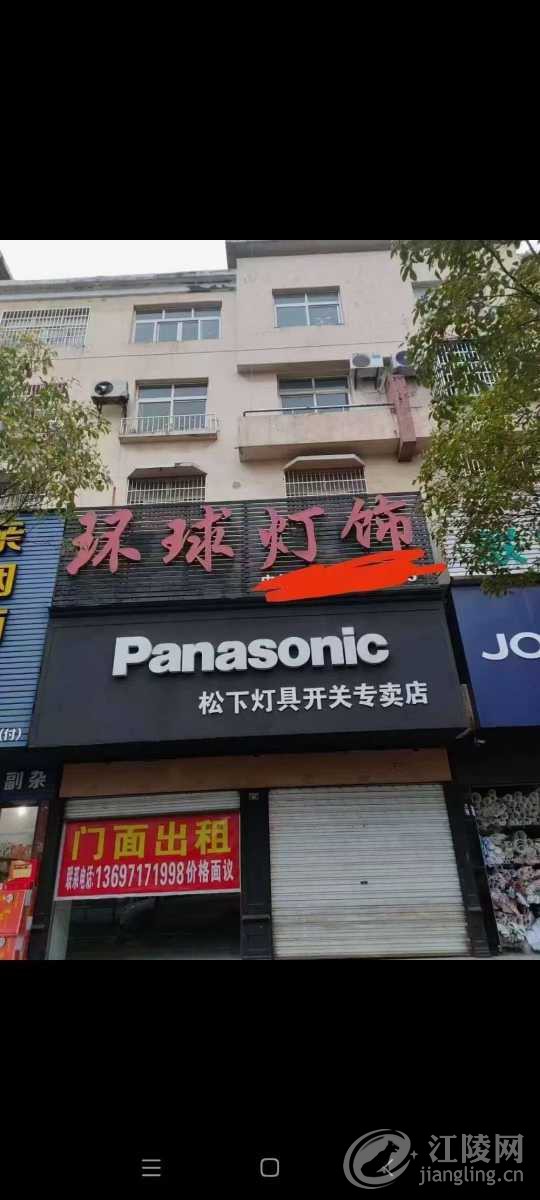 环球灯饰
Panasonic
松下灯具开关专卖店
JO
副杂
门面出租
联系电话:13697171998价格面议
江陵网
jiangling.cn